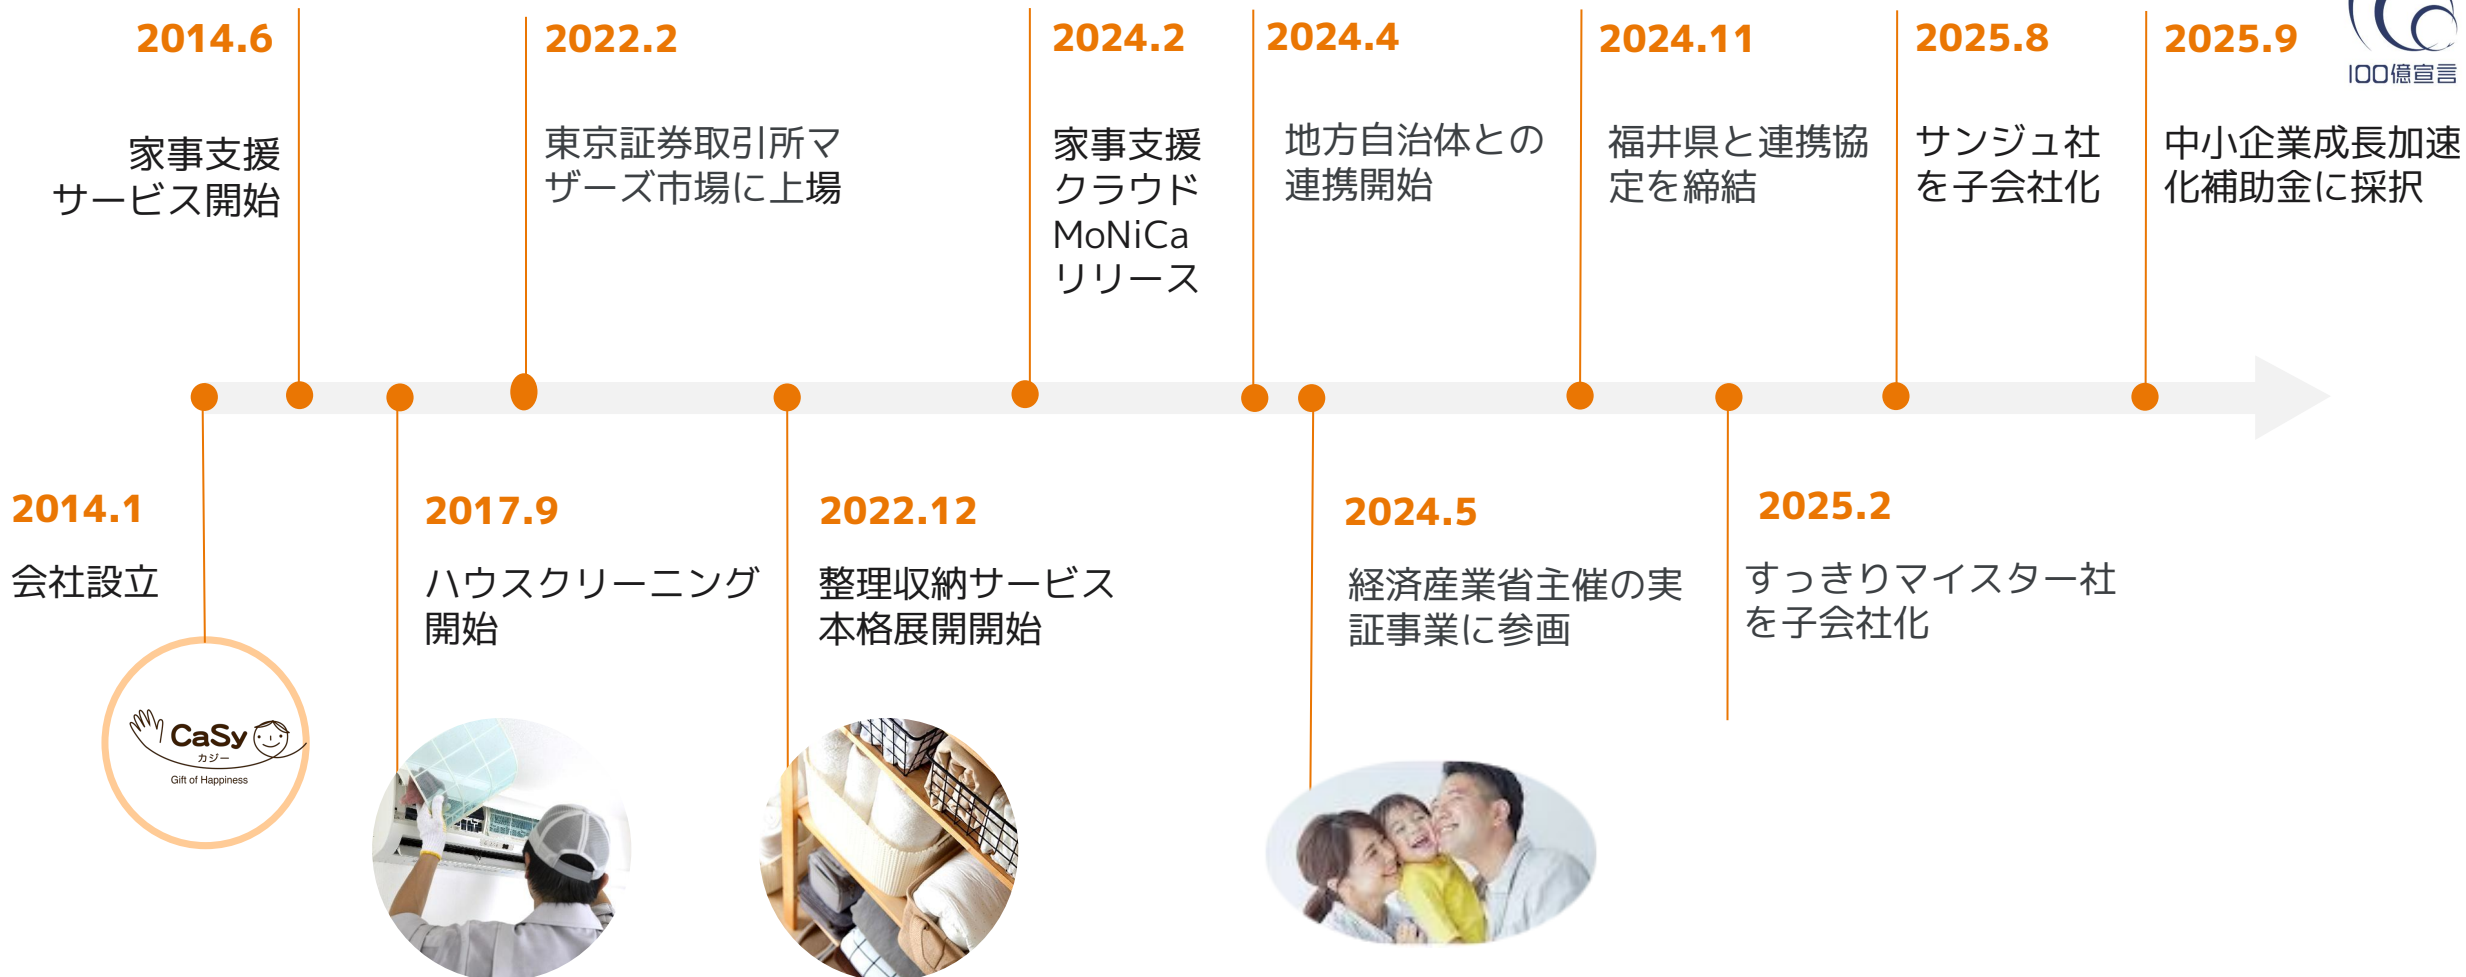 2014.6
家事支援
サービス開始
2022.2
東京証券取引所マ
ザーズ市場に上場
2024.2
家事支援
クラウド
MoNiCa
リリース
2024.4
地方自治体との
連携開始
2024.11
福井県と連携協
定を締結
2025.8
サンジュ社
を子会社化
2025.9
中小企業成長加速
化補助金に採択
100億宣言
2014.1
会社設立
CaSy
カジー
Gift of Happiness
2017.9
ハウスクリーニング
開始
2022.12
整理収納サービス
本格展開開始
2024.5
経済産業省主催の実
証事業に参画
2025.2
すっきりマイスター社
を子会社化